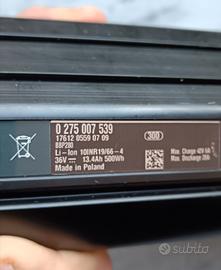 0 275 007 539
17612 0559 07 09
BBP280
Li-Ion 10INR19/66-4
36V ⎓ 13.4Ah 500Wh
Made in Poland
300
Max. Charge 42V 6A
Max. Discharge 20A
subito